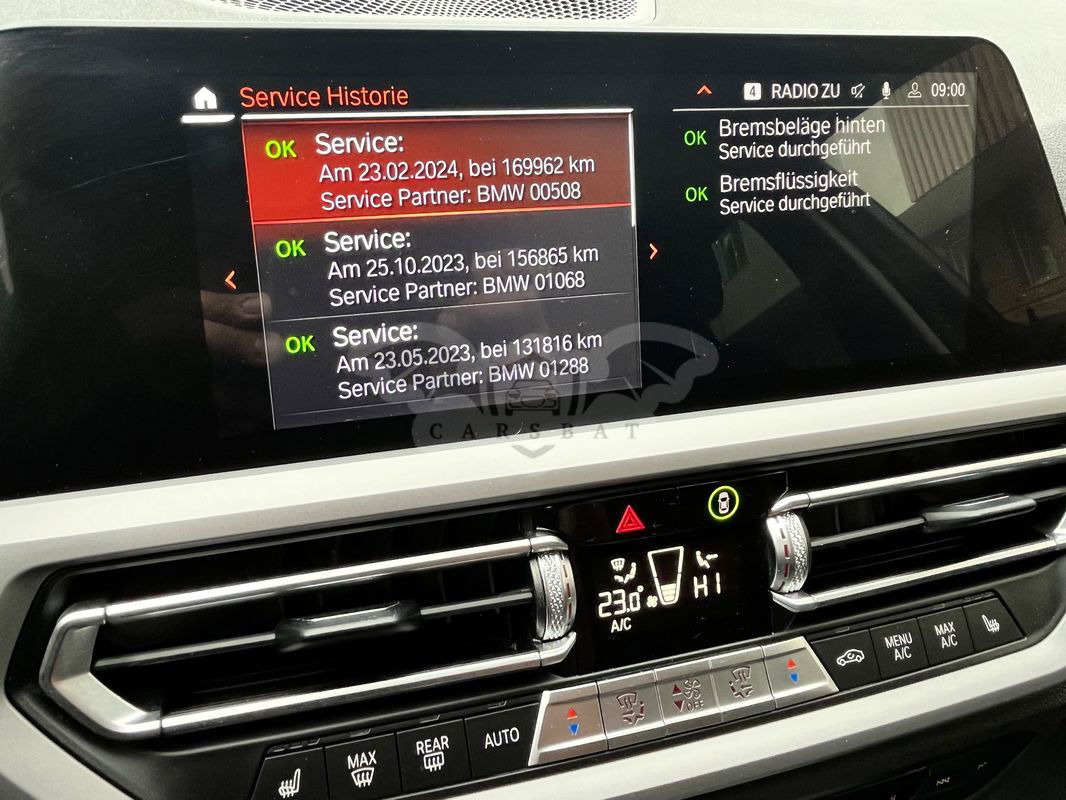 Service Historie
4 RADIO ZU 09:00
OK Service:
Am 23.02.2024, bei 169962 km
Service Partner: BMW 00508
OK Service:
Am 25.10.2023, bei 156865 km
Service Partner: BMW 01068
OK Service:
Am 23.05.2023, bei 131816 km
Service Partner: BMW 01288
OK Bremsbeläge hinten
Service durchgeführt
OK Bremsflüssigkeit
Service durchgeführt
CARSBAT
23.0°
A/C
HI
MAX
REAR
AUTO
OFF
MENU
A/C
MAX
A/C